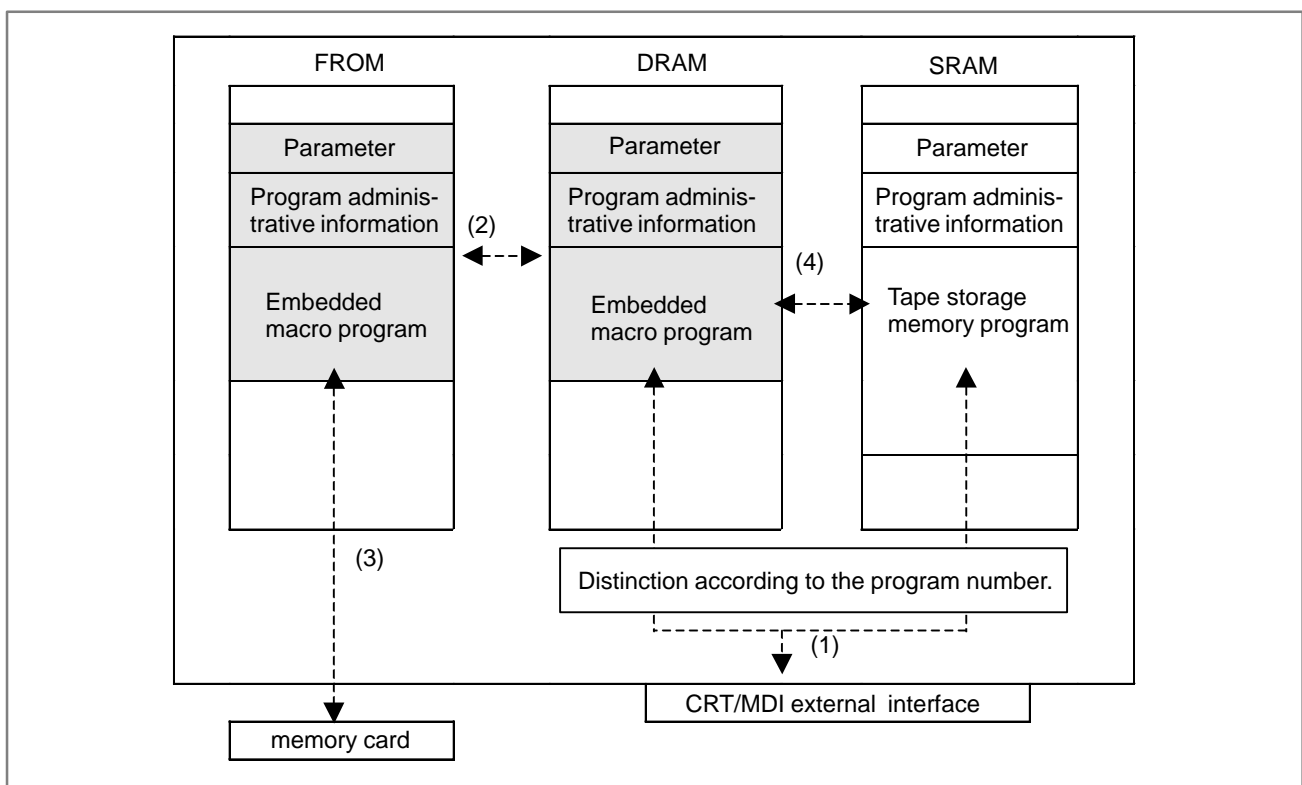 FROM
DRAM
SRAM
Parameter
Program adminis-
trative information
Embedded
macro program
(2)
Parameter
Program adminis-
trative information
Embedded
macro program
(4)
Parameter
Program adminis-
trative information
Tape storage
memory program
(3)
Distinction according to the program number.
(1)
CRT/MDI external interface
memory card